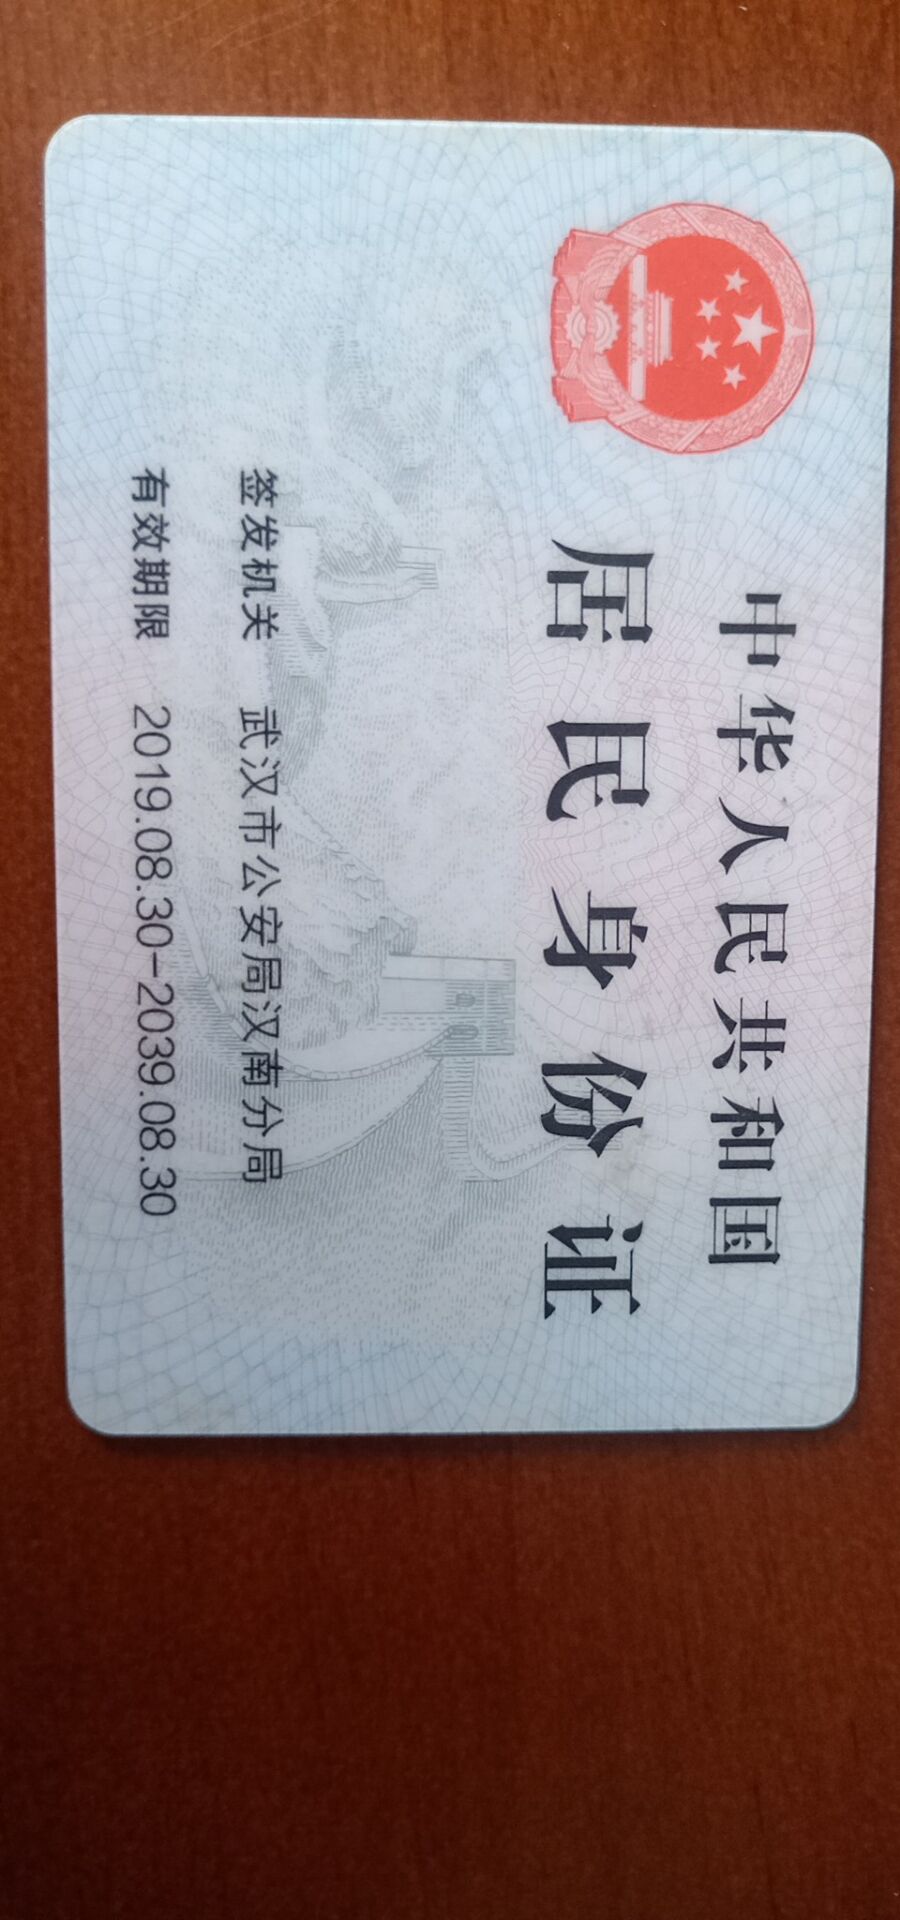 中华人民共和国
居民身份证
签发机关 武汉市公安局汉南分局
有效期限 2019.08.30-2039.08.30